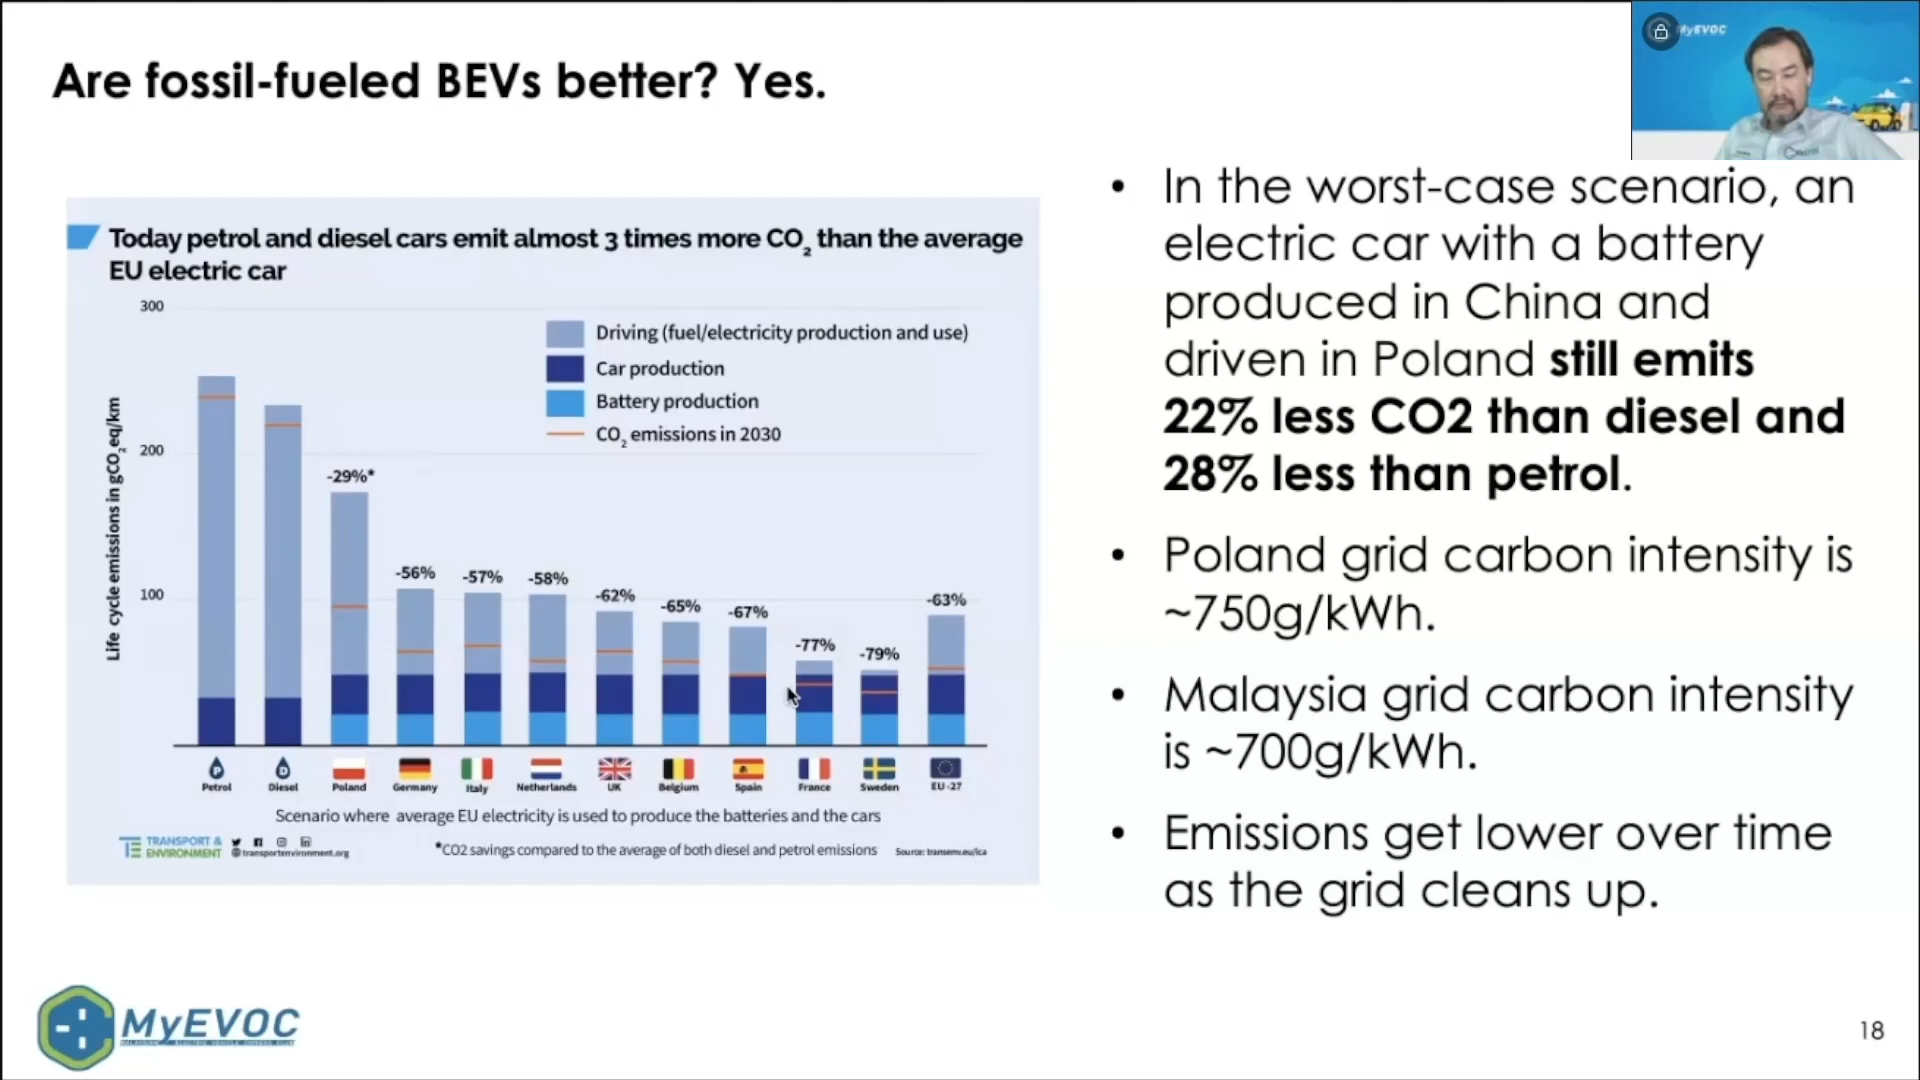 Are fossil-fueled BEVs better? Yes.
MyEVOC
Today petrol and diesel cars emit almost 3 times more CO2 than the average
EU electric car
300
200
100
Life cycle emissions in gCO2eq/km
Driving (fuel/electricity production and use)
Car production
Battery production
CO2 emissions in 2030
-29%*
-56%
-57%
-58%
-62%
-65%
-67%
-77%
-79%
-63%
P
D
Petrol
Diesel
Poland
Germany
Italy
Netherlands
UK
Belgium
Spain
France
Sweden
EU-27
Scenario where average EU electricity is used to produce the batteries and the cars
TRANSPORT &
ENVIRONMENT
@transportenvironment.org
*CO2 savings compared to the average of both diesel and petrol emissions
Source: transenv.eu/lca
• In the worst-case scenario, an
electric car with a battery
produced in China and
driven in Poland still emits
22% less CO2 than diesel and
28% less than petrol.
• Poland grid carbon intensity is
~750g/kWh.
• Malaysia grid carbon intensity
is ~700g/kWh.
• Emissions get lower over time
as the grid cleans up.
MyEVOC
18